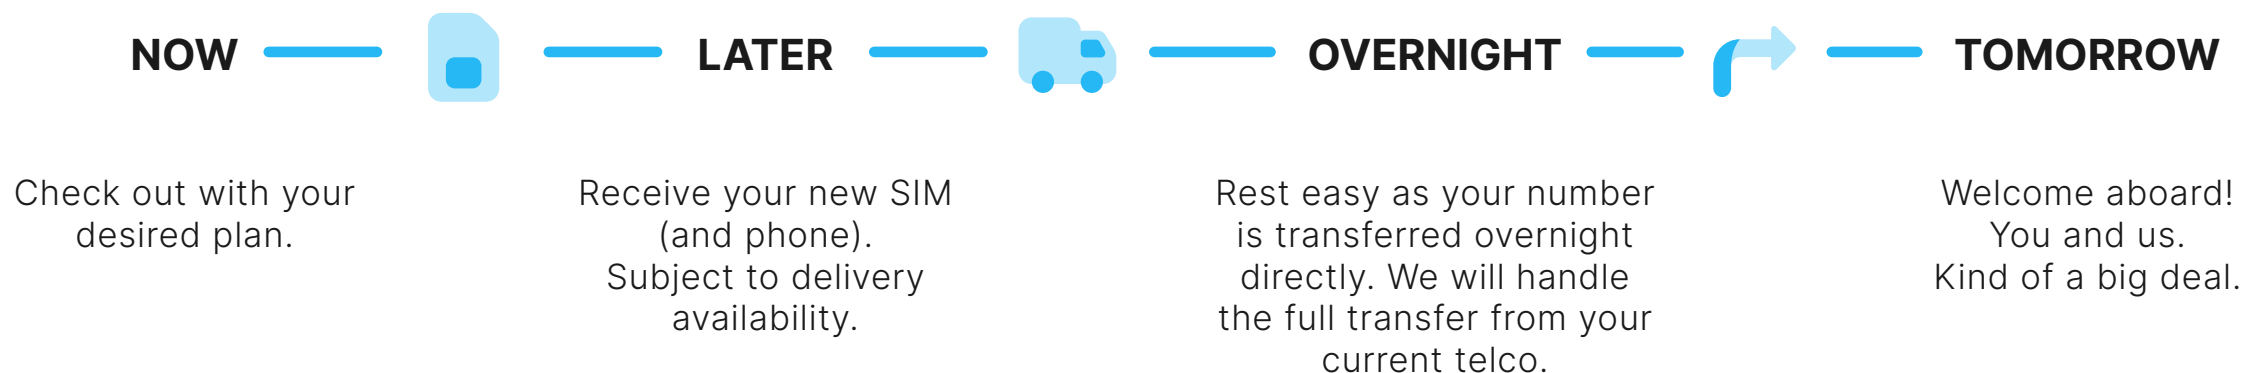 NOW
LATER
OVERNIGHT
TOMORROW
Check out with your
desired plan.
Receive your new SIM
(and phone).
Subject to delivery
availability.
Rest easy as your number
is transferred overnight
directly. We will handle
the full transfer from your
current telco.
Welcome aboard!
You and us.
Kind of a big deal.